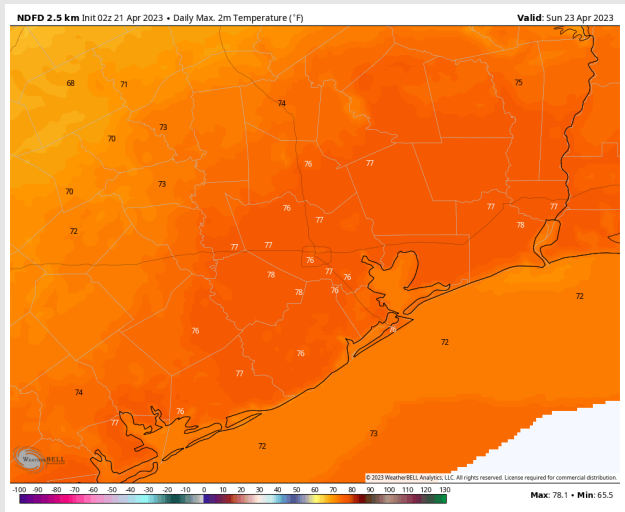 NDFD 2.5 km Init 02z 21 Apr 2023 • Daily Max. 2m Temperature (°F) Valid: Sun 23 Apr 2023
68 71 75
74
73
70
76 77
70 73
76 77 77
72 77 78
77 77
76
78 77 76
78 76 72
76
72
76
77
74
76
77
73
72
WEATHERBELL
© 2023 WeatherBELL Analytics, LLC. All rights reserved. License required for commercial distribution.
-100 -90 -80 -70 -60 -50 -40 -30 -20 -10 0 10 20 30 40 50 60 70 80 90 100 110 120 130 Max: 78.1 • Min: 65.5